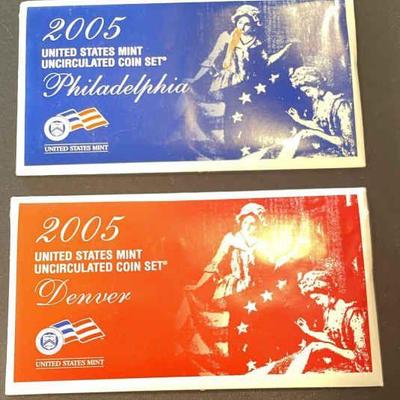 2005
UNITED STATES MINT
UNCIRCULATED COIN SET®
Philadelphia
UNITED STATES MINT
2005
UNITED STATES MINT
UNCIRCULATED COIN SET®
Denver
UNITED STATES MINT